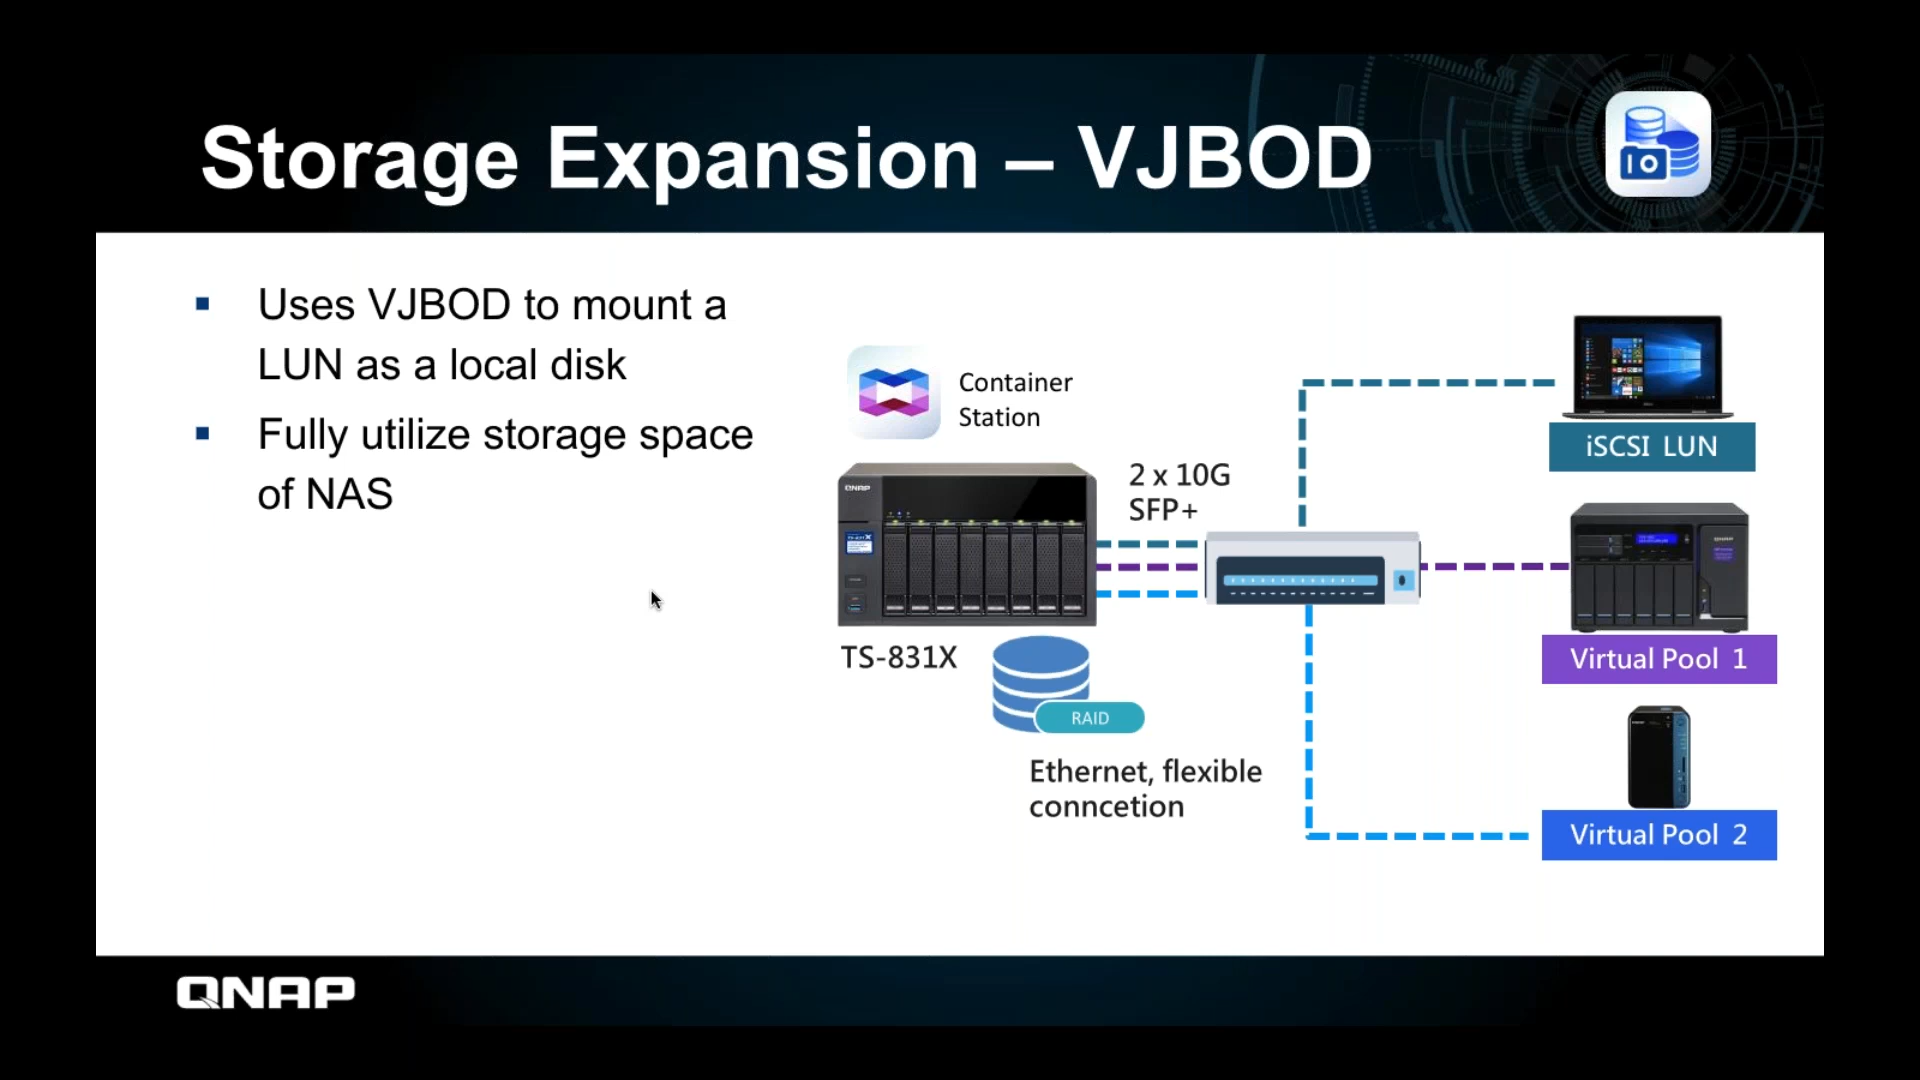 Storage Expansion – VJBOD
Uses VJBOD to mount a
LUN as a local disk
Fully utilize storage space
of NAS
Container
Station
2 x 10G
SFP+
QNAP
TS-831X
RAID
Ethernet, flexible
conncetion
iSCSI LUN
Virtual Pool 1
Virtual Pool 2
QNAP